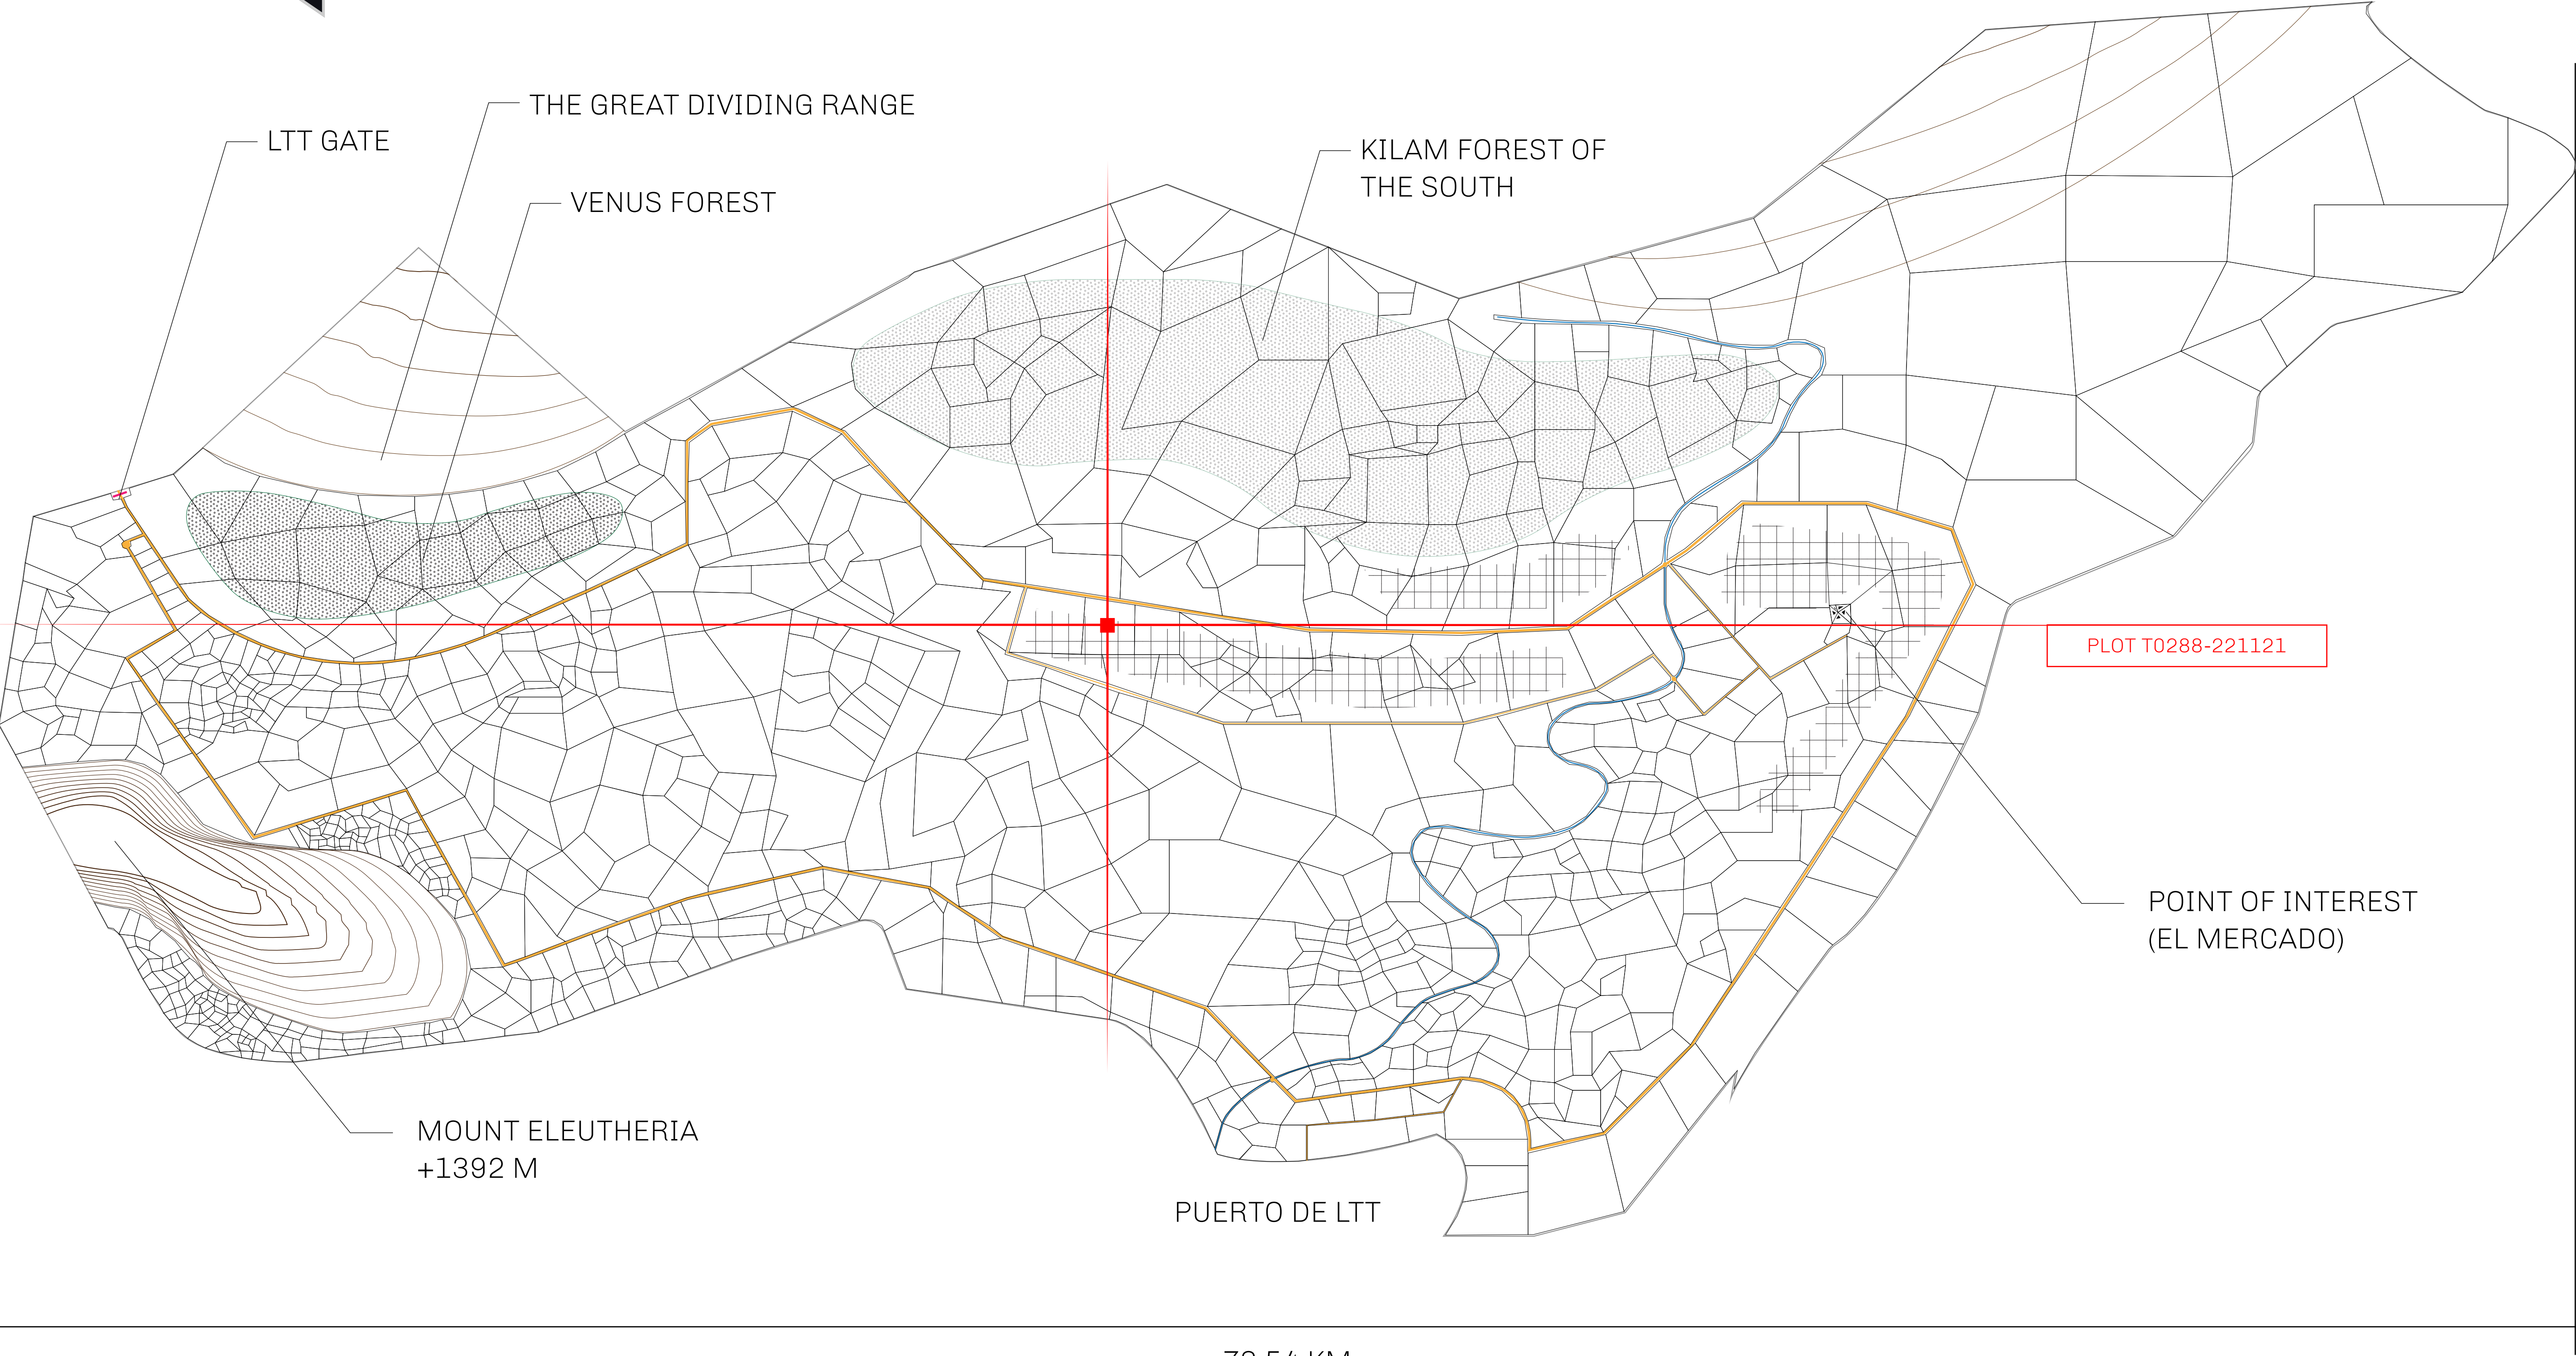 THE GREAT DIVIDING RANGE
LTT GATE
KILAM FOREST OF
THE SOUTH
VENUS FOREST
PLOT T0288-221121
POINT OF INTEREST
(EL MERCADO)
MOUNT ELEUTHERIA
+1392 M
PUERTO DE LTT